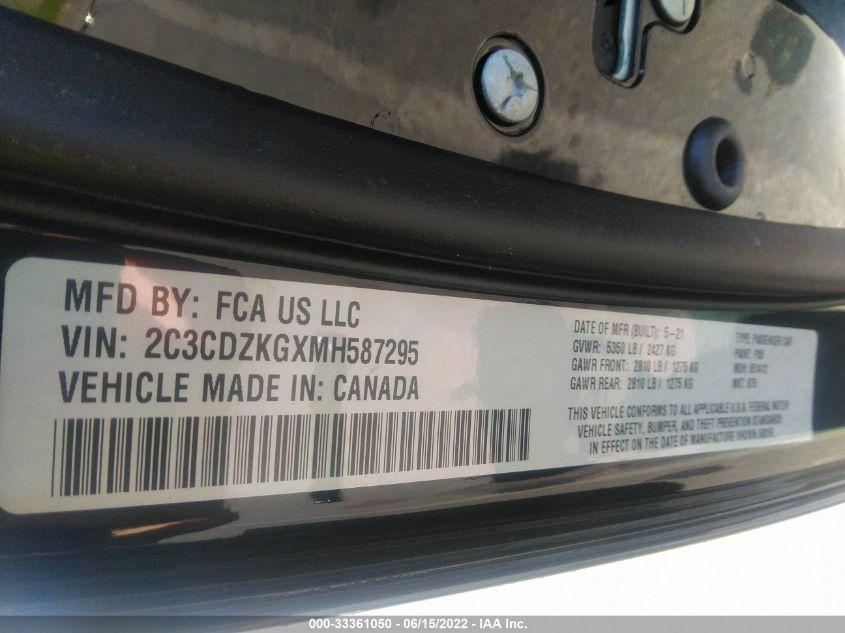 MFD BY: FCA US LLC
VIN: 2C3CDZKGXMH587295
VEHICLE MADE IN: CANADA
DATE OF MFR (BUILT): 5-21
GVWR: 5350 LB / 2427 KG
GAWR FRONT: 2810 LB / 1275 KG
GAWR REAR: 2810 LB / 1275 KG
TYPE: PASSENGER CAR
PAINT:
MDH:
VEHICLE CONFORMS TO ALL APPLICABLE U.S.A. FEDERAL MOTOR
VEHICLE SAFETY, BUMPER, AND THEFT PREVENTION STANDARDS
IN EFFECT ON THE DATE OF MANUFACTURE SHOWN ABOVE.
000-33361050 - 06/15/2022 - IAA Inc.